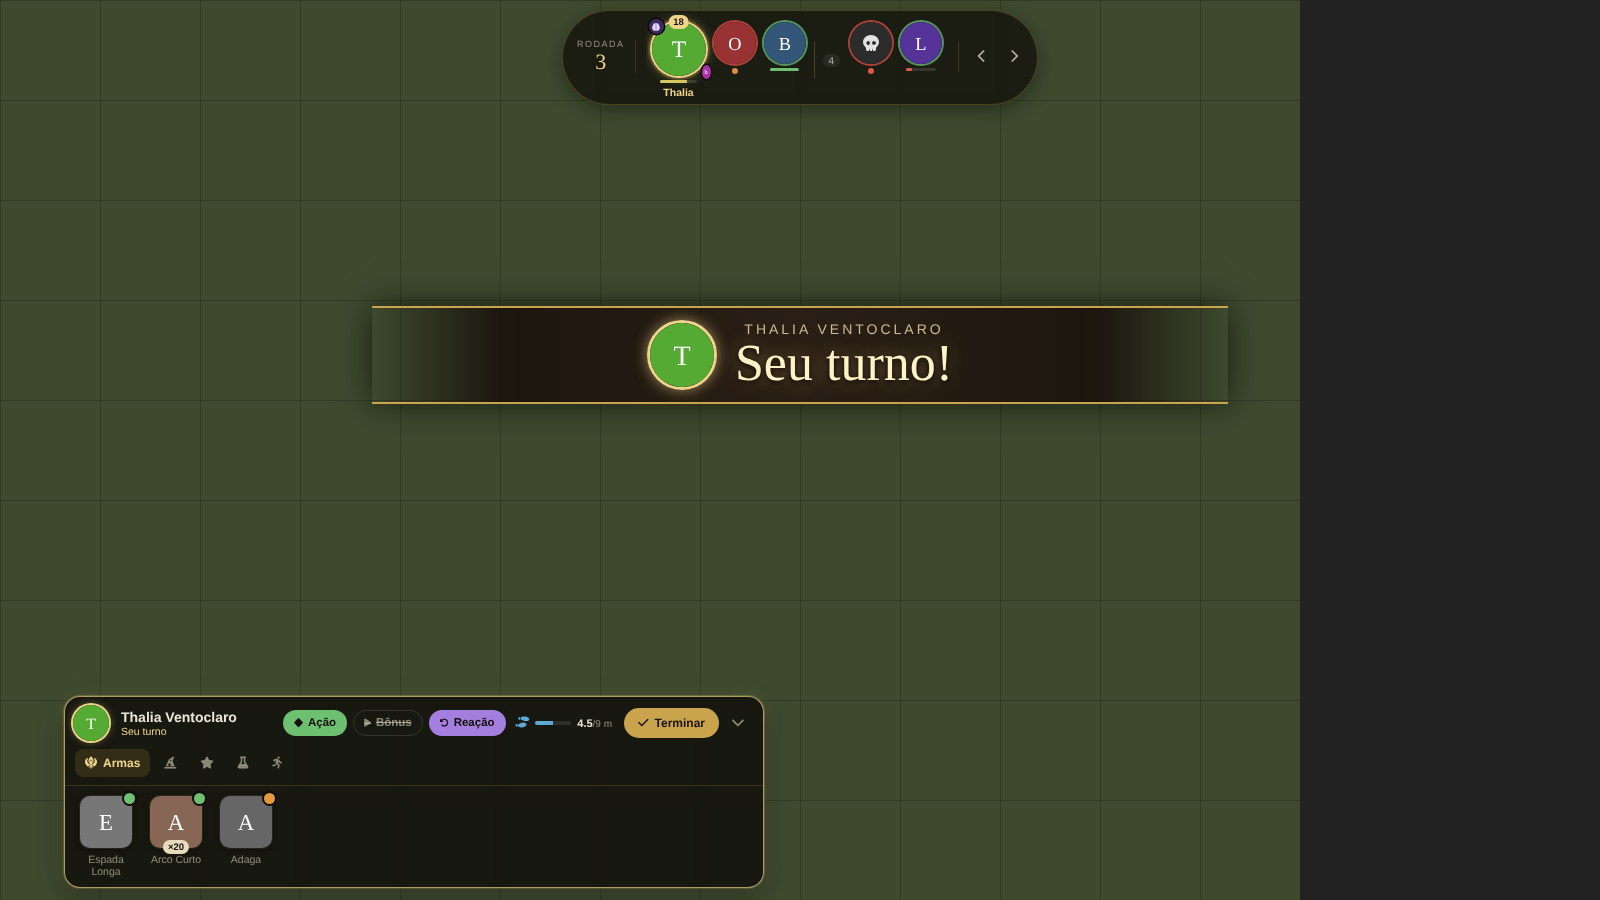 RODADA
3
18
T
O
B
4
L
Thalia
THALIA VENTOCLARO
T
Seu turno!
T
Thalia Ventoclaro
Seu turno
Ação
Bônus
Reação
4.5/9 m
Terminar
Armas
E
A
A
×20
Espada
Longa
Arco Curto
Adaga